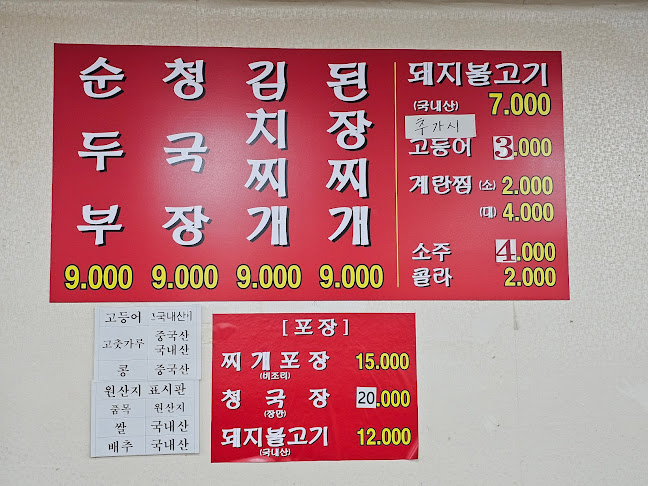 순두부 9.000
청국장 9.000
김치찌개 9.000
된장찌개 9.000
돼지불고기
(국내산) 7.000
추가시
고등어 3.000
계란찜 (소) 2.000
(대) 4.000
소주 4.000
콜라 2.000
고등어 국내산
고춧가루 중국산
국내산
콩 중국산
원산지 표시판
품목 원산지
쌀 국내산
배추 국내산
[포장]
찌개포장 15.000
(비조리)
청국장 20.000
(장만)
돼지불고기 12.000
(국내산)